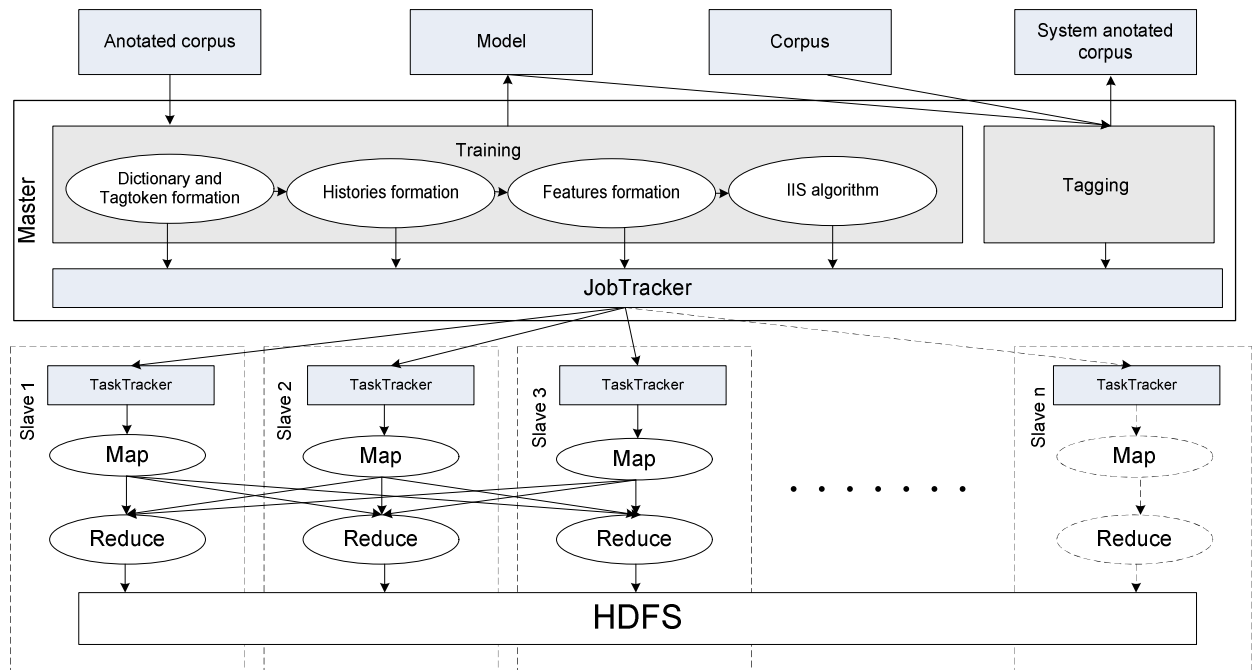 Anotated corpus
Model
Corpus
System anotated
corpus
Master
Training
Dictionary and
Tagtoken formation
Histories formation
Features formation
IIS algorithm
Tagging
JobTracker
Slave 1
TaskTracker
Map
Reduce
Slave 2
TaskTracker
Map
Reduce
Slave 3
TaskTracker
Map
Reduce
Slave n
TaskTracker
Map
Reduce
HDFS